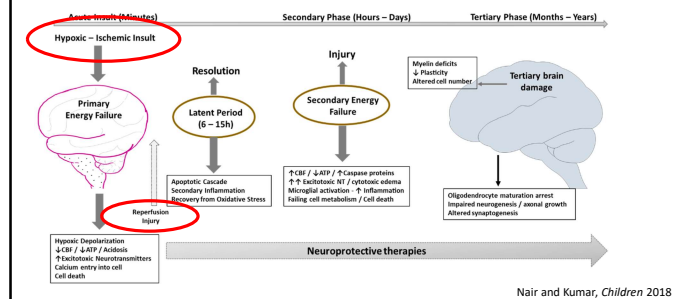 Acute Insult (Minutes)
Secondary Phase (Hours – Days)
Tertiary Phase (Months – Years)
Hypoxic – Ischemic Insult
Primary
Energy Failure
Reperfusion
Injury
Hypoxic Depolarization
↓CBF / ↓ATP / Acidosis
↑Excitotoxic Neurotransmitters
Calcium entry into cell
Cell death
Resolution
Latent Period
(6 – 15h)
Apoptotic Cascade
Secondary Inflammation
Recovery from Oxidative Stress
Injury
Secondary Energy
Failure
↑CBF / ↓ATP / ↑Caspase proteins
↑↑ Excitotoxic NT / cytotoxic edema
Microglial activation - ↑ Inflammation
Failing cell metabolism / Cell death
Myelin deficits
↓ Plasticity
Altered cell number
Tertiary brain
damage
Oligodendrocyte maturation arrest
Impaired neurogenesis / axonal growth
Altered synaptogenesis
Neuroprotective therapies
Nair and Kumar, Children 2018